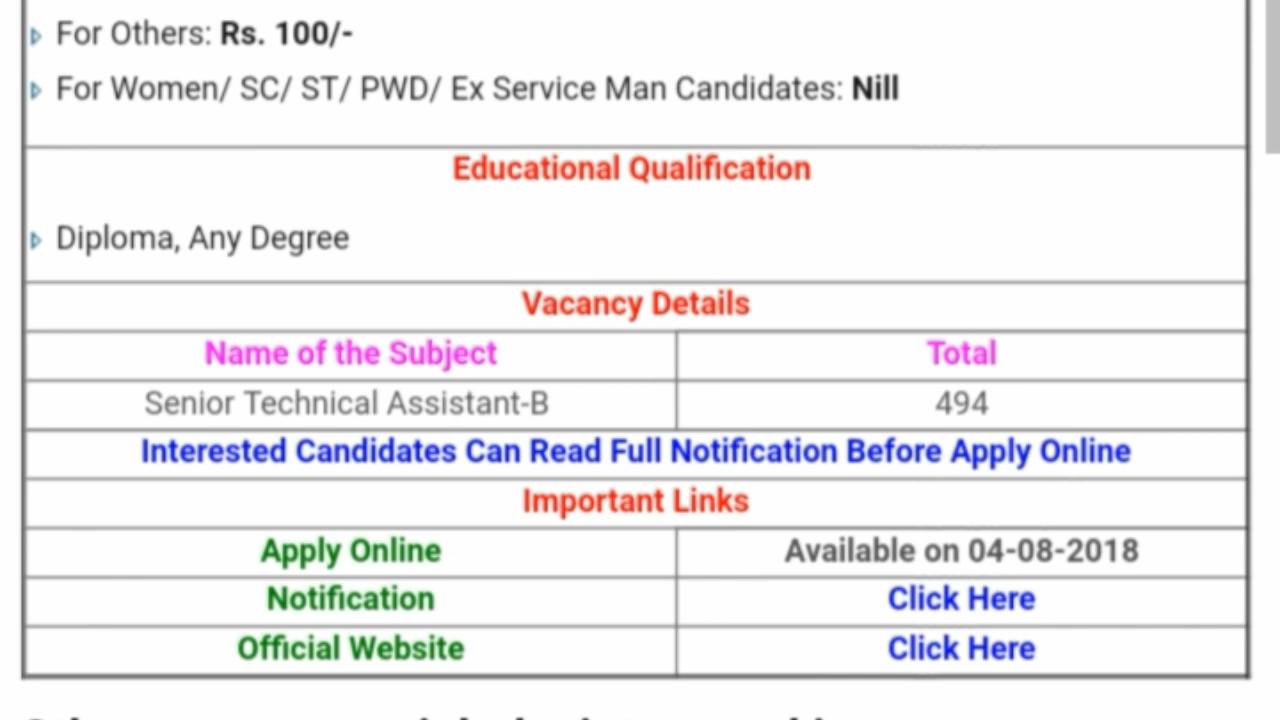 For Others: Rs. 100/-
For Women/ SC/ ST/ PWD/ Ex Service Man Candidates: Nill
Educational Qualification
Diploma, Any Degree
Vacancy Details
Name of the Subject Total
Senior Technical Assistant-B 494
Interested Candidates Can Read Full Notification Before Apply Online
Important Links
Apply Online Available on 04-08-2018
Notification Click Here
Official Website Click Here